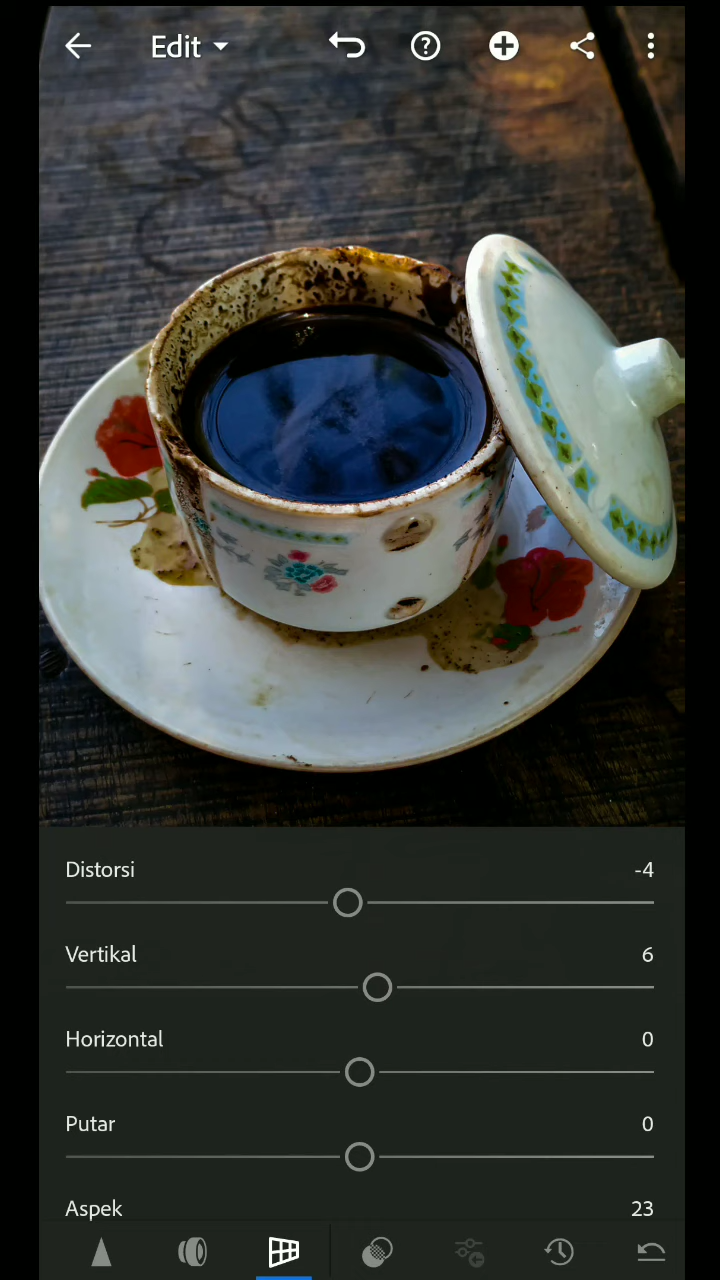 Edit
Distorsi -4
Vertikal 6
Horizontal 0
Putar 0
Aspek 23